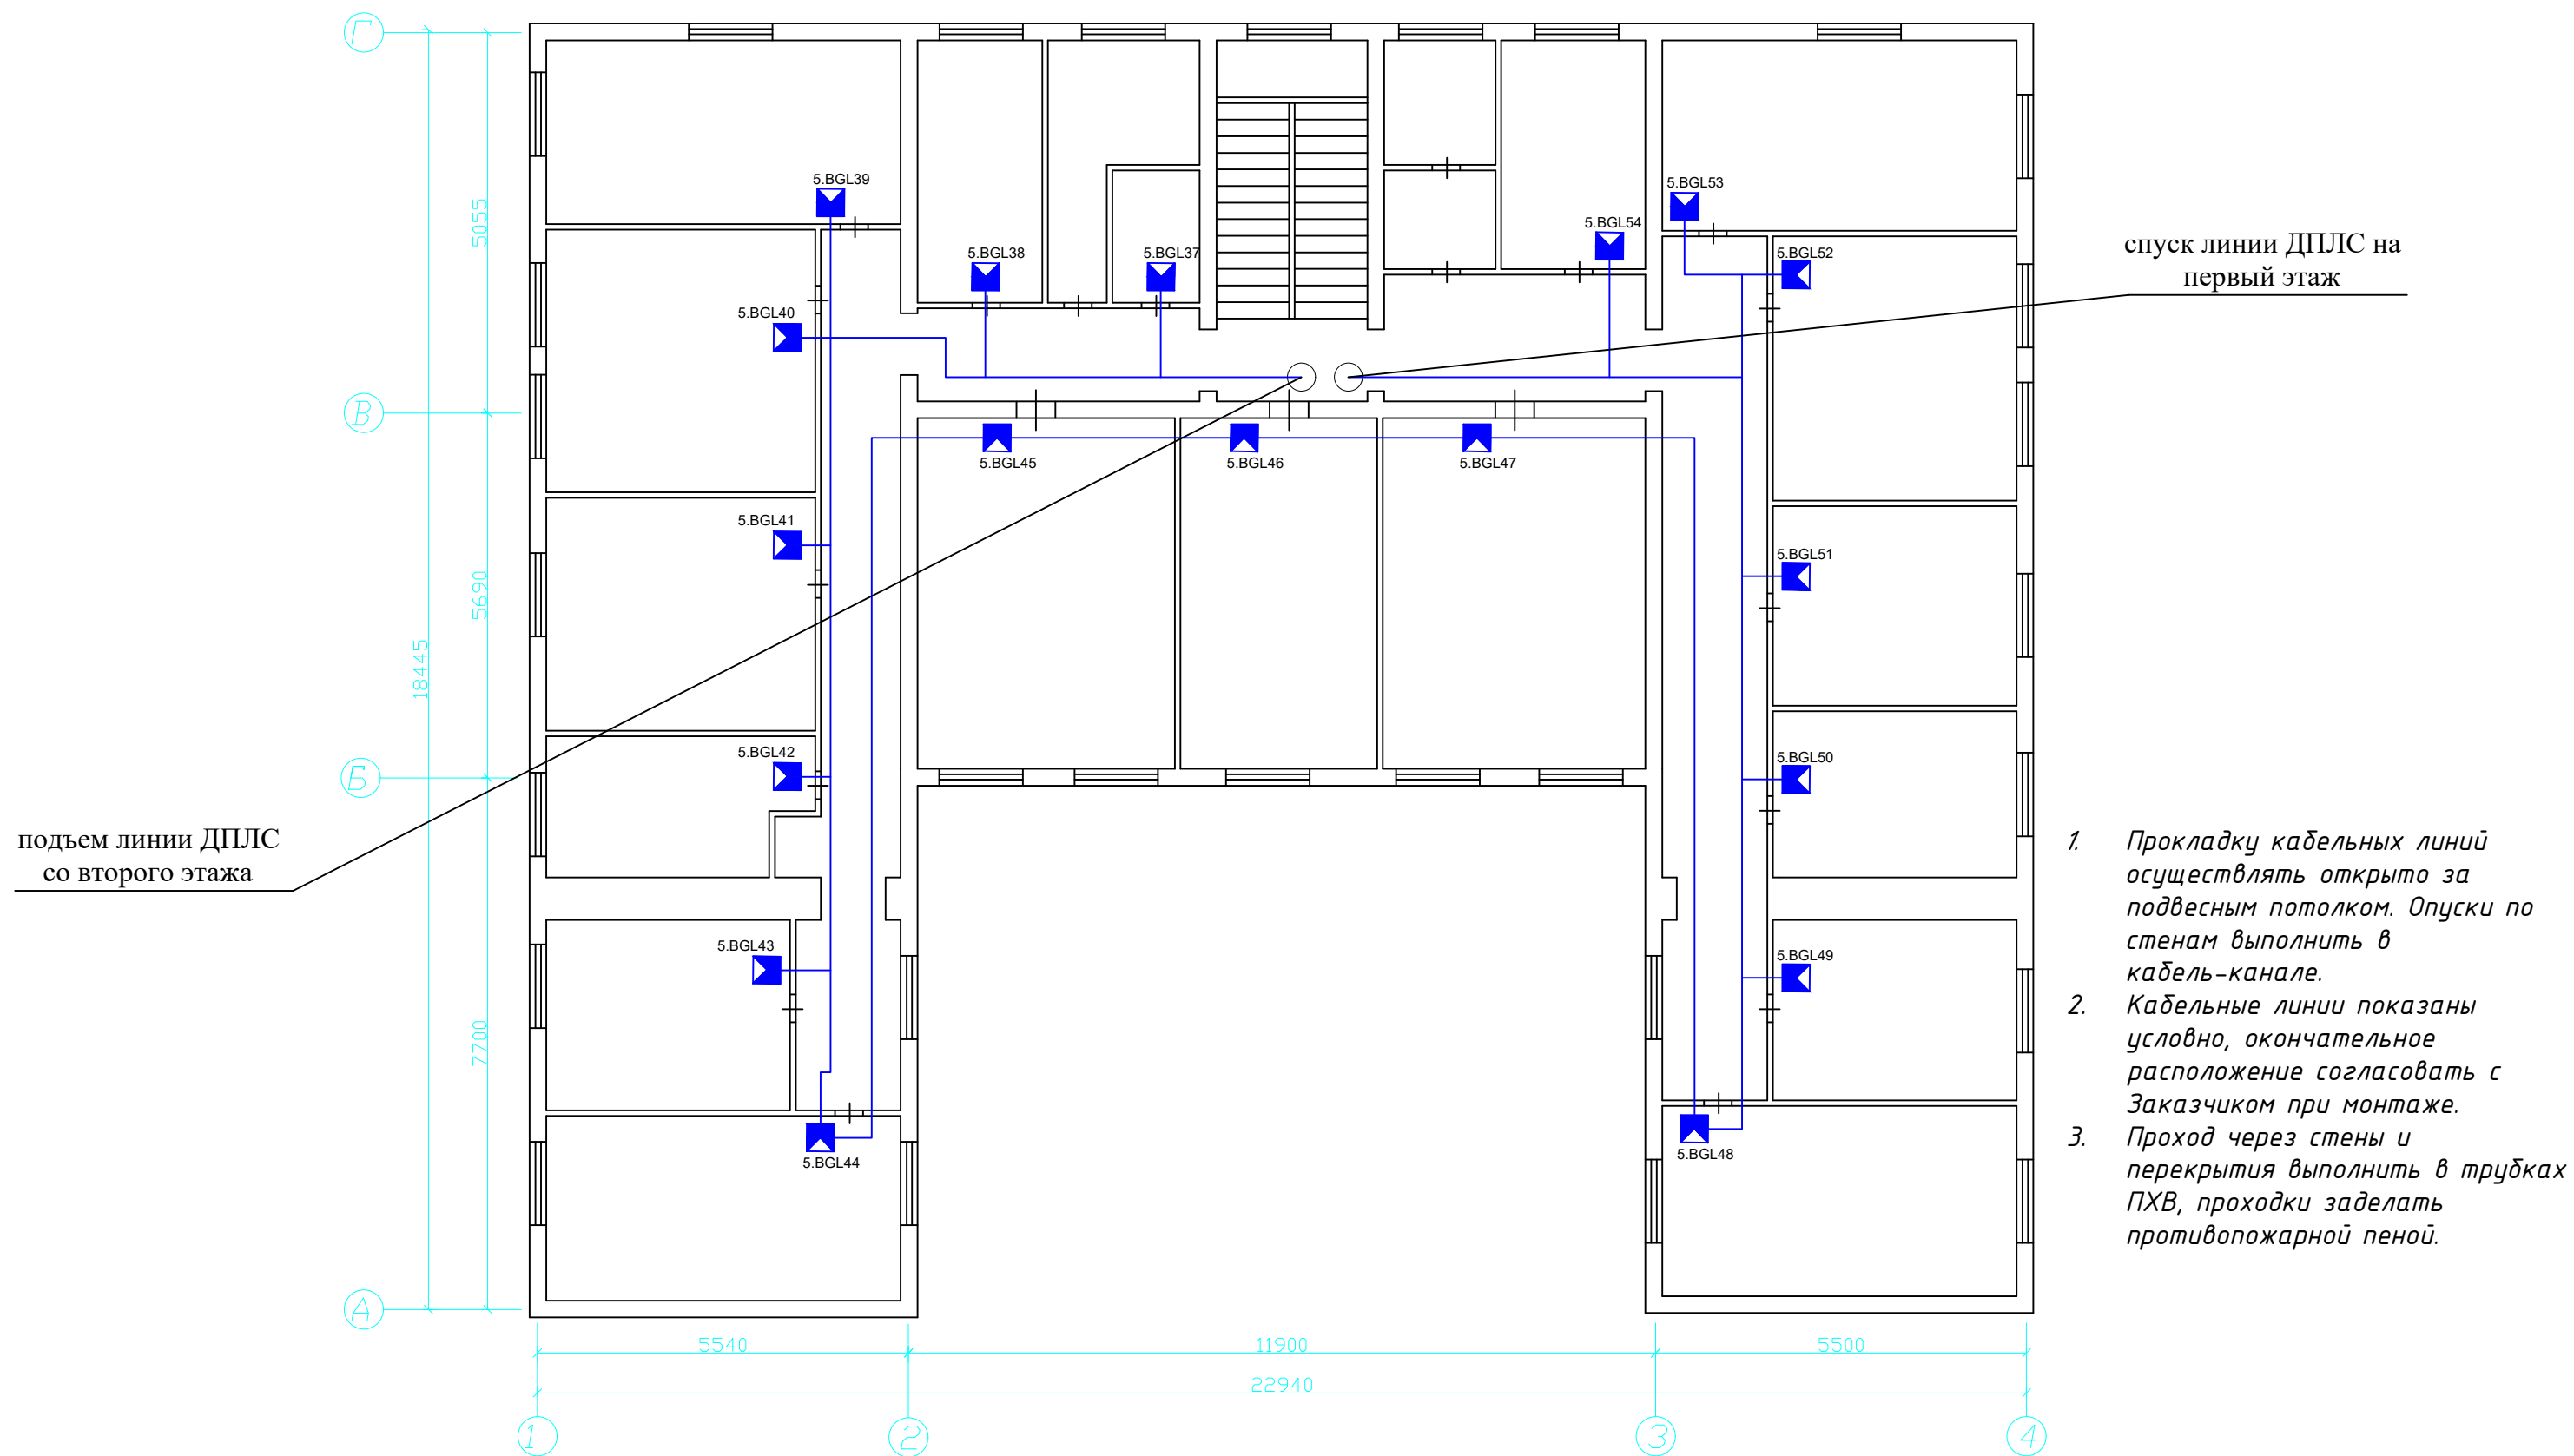 Г
5.BGL39
5.BGL53
5.BGL38
5.BGL37
5.BGL54
5.BGL52
спуск линии ДПЛС на
первый этаж
5055
5.BGL40
В
5.BGL45
5.BGL46
5.BGL47
5.BGL41
5.BGL51
5690
18445
5.BGL42
5.BGL50
Б
подъем линии ДПЛС
со второго этажа
5.BGL43
5.BGL49
7700
5.BGL44
5.BGL48
А
1. Прокладку кабельных линий
осуществлять открыто за
подвесным потолком. Опуски по
стенам выполнить в
кабель-канале.
2. Кабельные линии показаны
условно, окончательное
расположение согласовать с
Заказчиком при монтаже.
3. Проход через стены и
перекрытия выполнить в трубках
ПХВ, проходки заделать
противопожарной пеной.
5540
11900
5500
22940
1
2
3
4